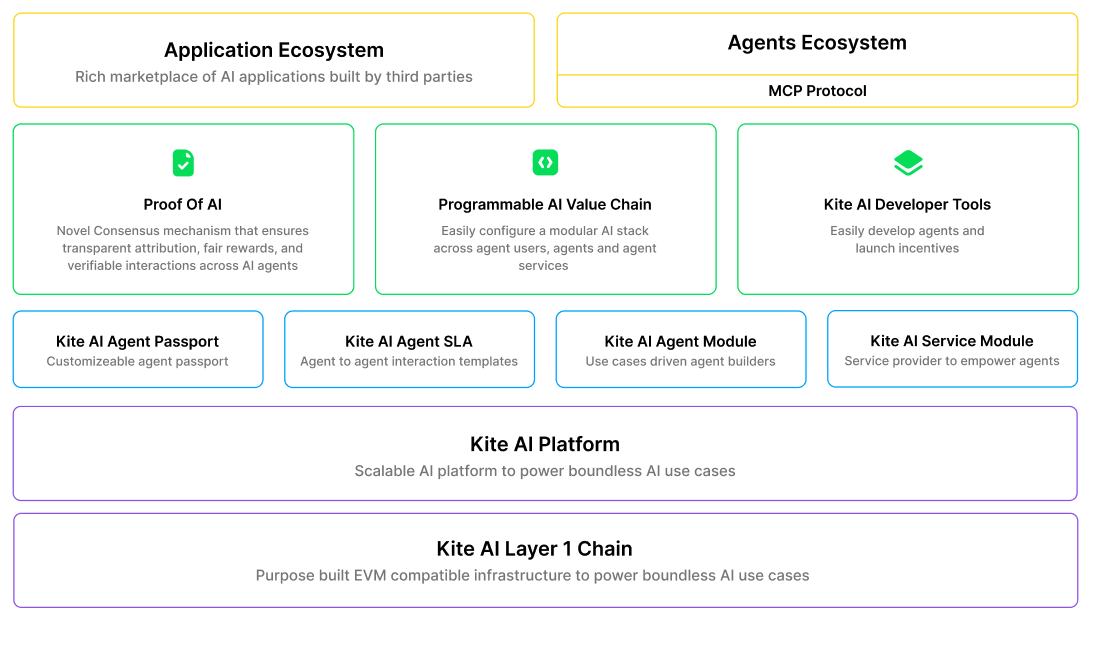 Application Ecosystem
Rich marketplace of AI applications built by third parties
Agents Ecosystem
MCP Protocol
Proof Of AI
Novel Consensus mechanism that ensures
transparent attribution, fair rewards, and
verifiable interactions across AI agents
Programmable AI Value Chain
Easily configure a modular AI stack
across agent users, agents and agent
services
Kite AI Developer Tools
Easily develop agents and
launch incentives
Kite AI Agent Passport
Customizeable agent passport
Kite AI Agent SLA
Agent to agent interaction templates
Kite AI Agent Module
Use cases driven agent builders
Kite AI Service Module
Service provider to empower agents
Kite AI Platform
Scalable AI platform to power boundless AI use cases
Kite AI Layer 1 Chain
Purpose built EVM compatible infrastructure to power boundless AI use cases